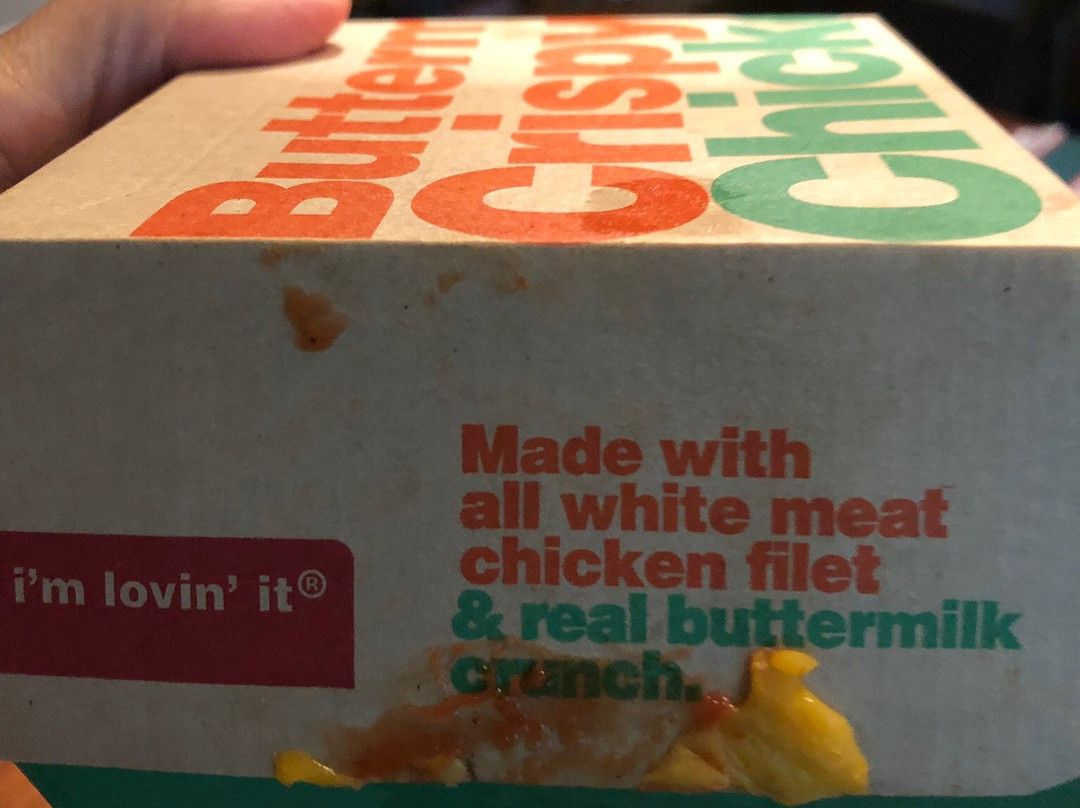 Butterm
Crispy
Chick
Made with
all white meat
chicken filet
& real buttermilk
crunch.
i'm lovin' it®